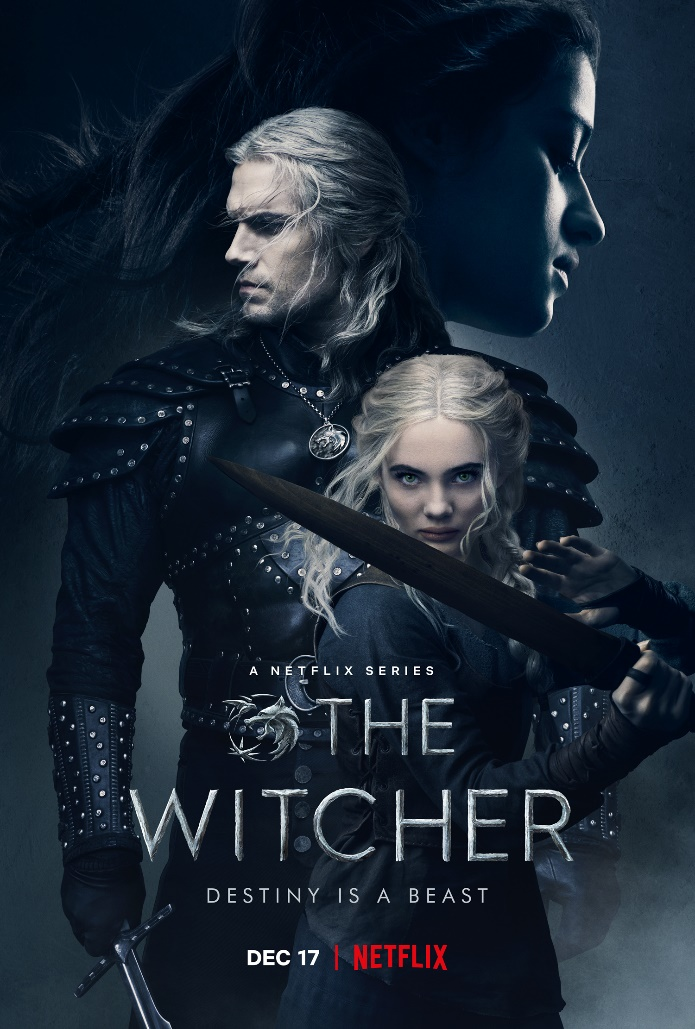 A NETFLIX SERIES
THE
WITCHER
DESTINY IS A BEAST
DEC 17 | NETFLIX